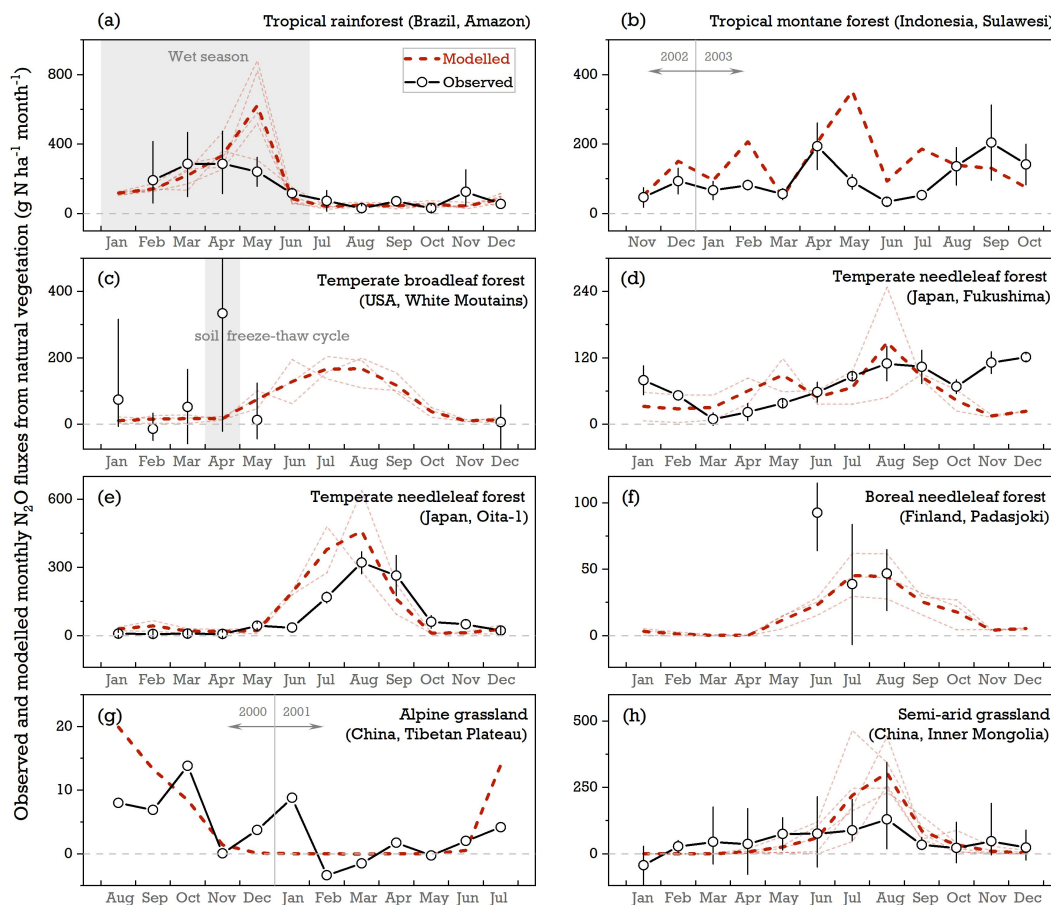 Observed and modelled monthly N₂O fluxes from natural vegetation (g N ha⁻¹ month⁻¹)
(a) Tropical rainforest (Brazil, Amazon)
Wet season
Modelled
Observed
800
400
0
Jan Feb Mar Apr May Jun Jul Aug Sep Oct Nov Dec
(b) Tropical montane forest (Indonesia, Sulawesi)
2002 2003
400
200
0
Nov Dec Jan Feb Mar Apr May Jun Jul Aug Sep Oct
(c) Temperate broadleaf forest
(USA, White Moutains)
soil freeze-thaw cycle
400
200
0
Jan Feb Mar Apr May Jun Jul Aug Sep Oct Nov Dec
(d) Temperate needleleaf forest
(Japan, Fukushima)
240
120
0
Jan Feb Mar Apr May Jun Jul Aug Sep Oct Nov Dec
(e) Temperate needleleaf forest
(Japan, Oita-1)
600
300
0
Jan Feb Mar Apr May Jun Jul Aug Sep Oct Nov Dec
(f) Boreal needleleaf forest
(Finland, Padasjoki)
100
50
0
Jan Feb Mar Apr May Jun Jul Aug Sep Oct Nov Dec
(g) Alpine grassland
(China, Tibetan Plateau)
2000 2001
20
10
0
Aug Sep Oct Nov Dec Jan Feb Mar Apr May Jun Jul
(h) Semi-arid grassland
(China, Inner Mongolia)
500
250
0
Jan Feb Mar Apr May Jun Jul Aug Sep Oct Nov Dec